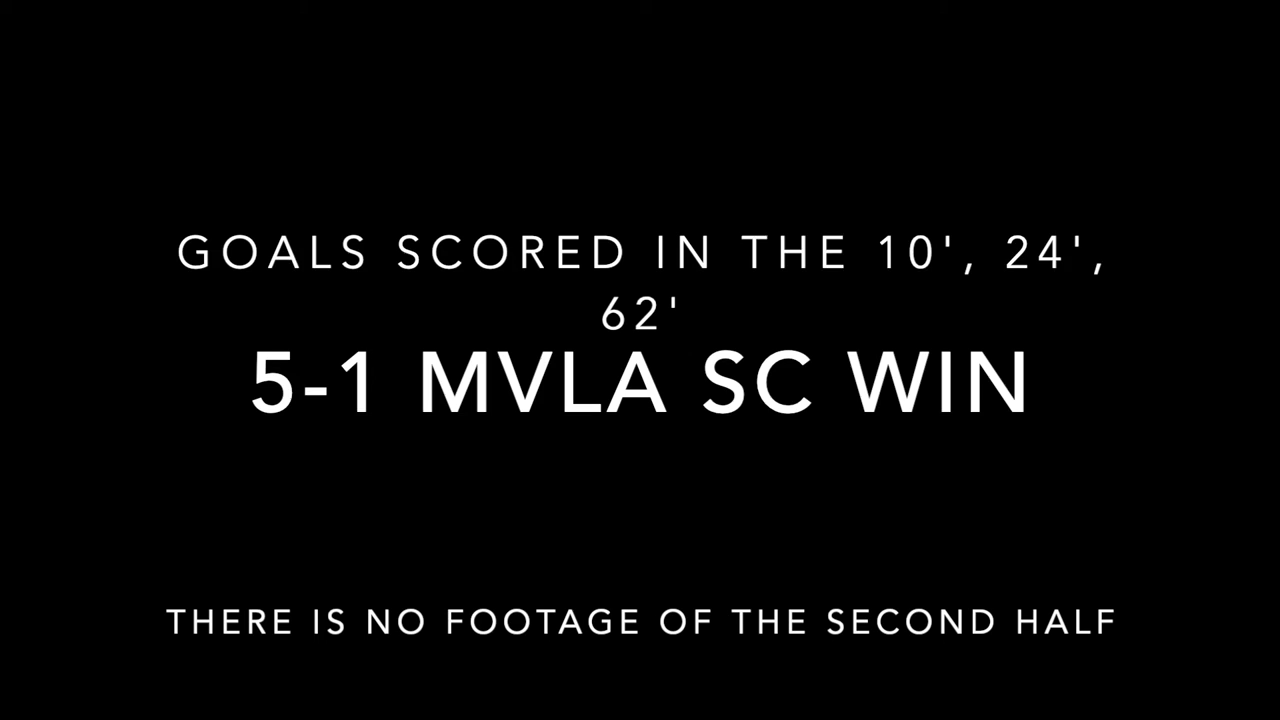 GOALS SCORED IN THE 10', 24',
62'
5-1 MVLA SC WIN
THERE IS NO FOOTAGE OF THE SECOND HALF